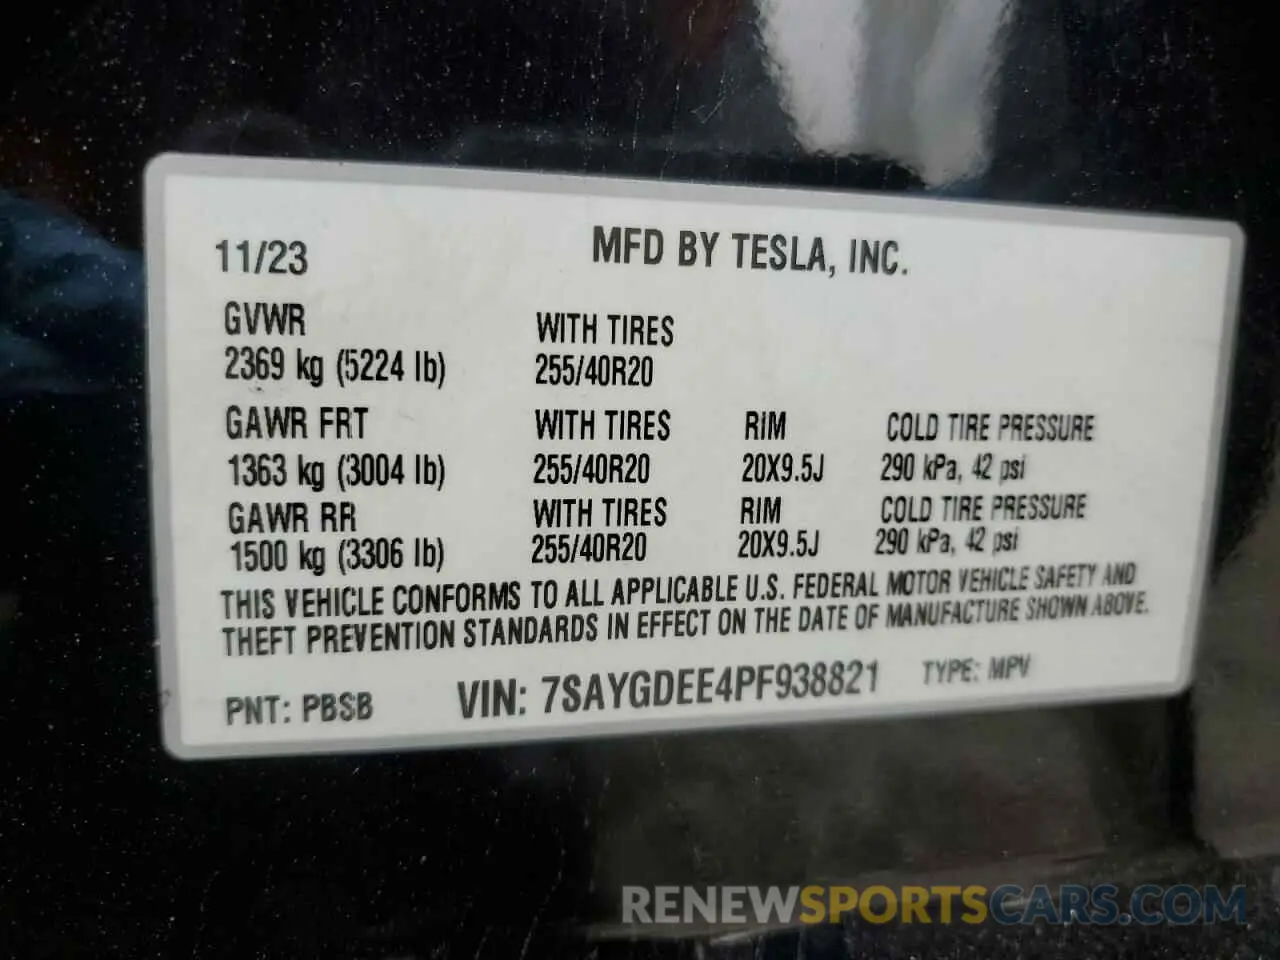 11/23 MFD BY TESLA, INC.
GVWR WITH TIRES
2369 kg (5224 lb) 255/40R20
GAWR FRT WITH TIRES RIM COLD TIRE PRESSURE
1363 kg (3004 lb) 255/40R20 20X9.5J 290 kPa, 42 psi
GAWR RR WITH TIRES RIM COLD TIRE PRESSURE
1500 kg (3306 lb) 255/40R20 20X9.5J 290 kPa, 42 psi
THIS VEHICLE CONFORMS TO ALL APPLICABLE U.S. FEDERAL MOTOR VEHICLE SAFETY AND
THEFT PREVENTION STANDARDS IN EFFECT ON THE DATE OF MANUFACTURE SHOWN ABOVE.
PNT: PBSB VIN: 7SAYGDEE4PF938821 TYPE: MPV
RENEWSPORTSCARS.COM